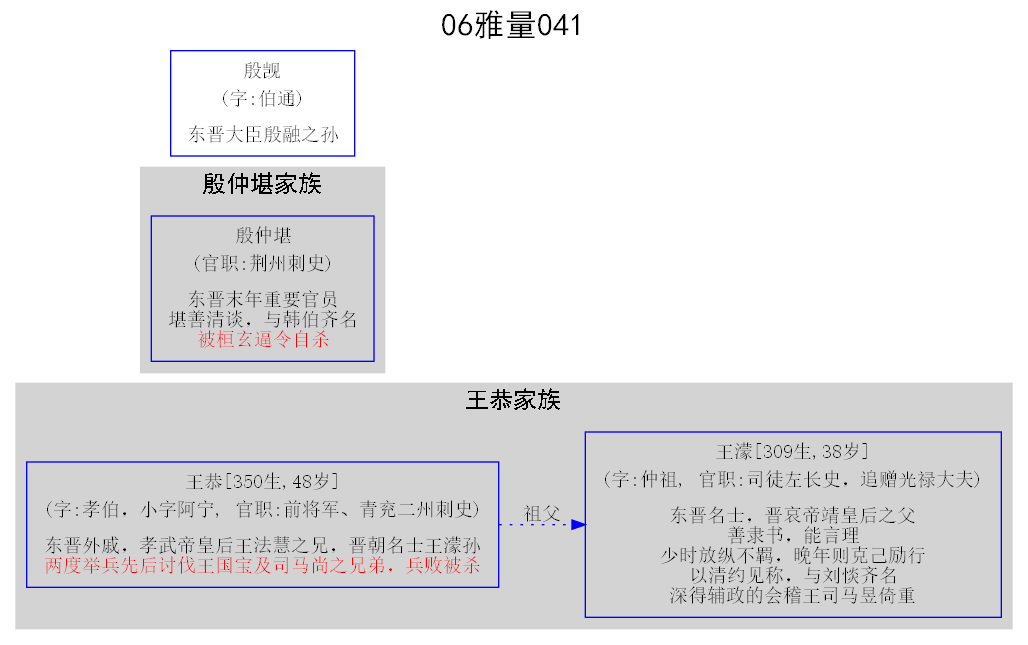 06雅量041
殷觊
(字:伯通)
东晋大臣殷融之孙
殷仲堪家族
殷仲堪
(官职:荆州刺史)
东晋末年重要官员
堪善清谈，与韩伯齐名
被桓玄逼令自杀
王恭家族
王恭[350生,48岁]
(字:孝伯，小字阿宁, 官职:前将军、青兖二州刺史)
东晋外戚，孝武帝皇后王法慧之兄，晋朝名士王濛孙
两度举兵先后讨伐王国宝及司马尚之兄弟，兵败被杀
祖父
王濛[309生,38岁]
(字:仲祖, 官职:司徒左长史，追赠光禄大夫)
东晋名士，晋哀帝靖皇后之父
善隶书，能言理
少时放纵不羁，晚年则克己励行
以清约见称，与刘惔齐名
深得辅政的会稽王司马昱倚重